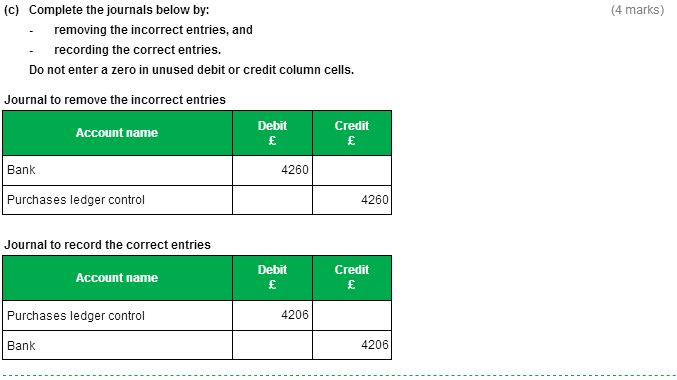 (c) Complete the journals below by: (4 marks)
- removing the incorrect entries, and
- recording the correct entries.
Do not enter a zero in unused debit or credit column cells.
Journal to remove the incorrect entries
Account name Debit £ Credit £
Bank 4260
Purchases ledger control 4260
Journal to record the correct entries
Account name Debit £ Credit £
Purchases ledger control 4206
Bank 4206